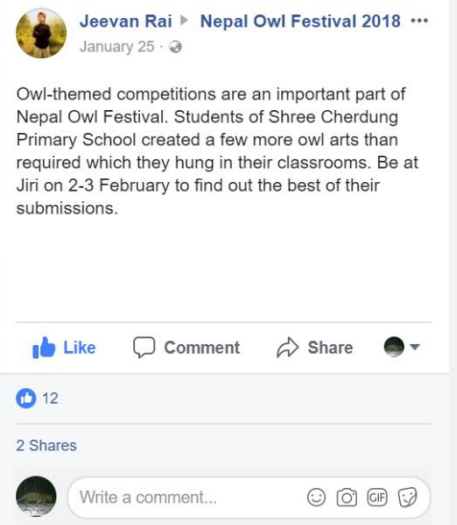 Jeevan Rai ▸ Nepal Owl Festival 2018 •••
January 25 ·
Owl-themed competitions are an important part of
Nepal Owl Festival. Students of Shree Cherdung
Primary School created a few more owl arts than
required which they hung in their classrooms. Be at
Jiri on 2-3 February to find out the best of their
submissions.
Like Comment Share
12
2 Shares
Write a comment... GIF